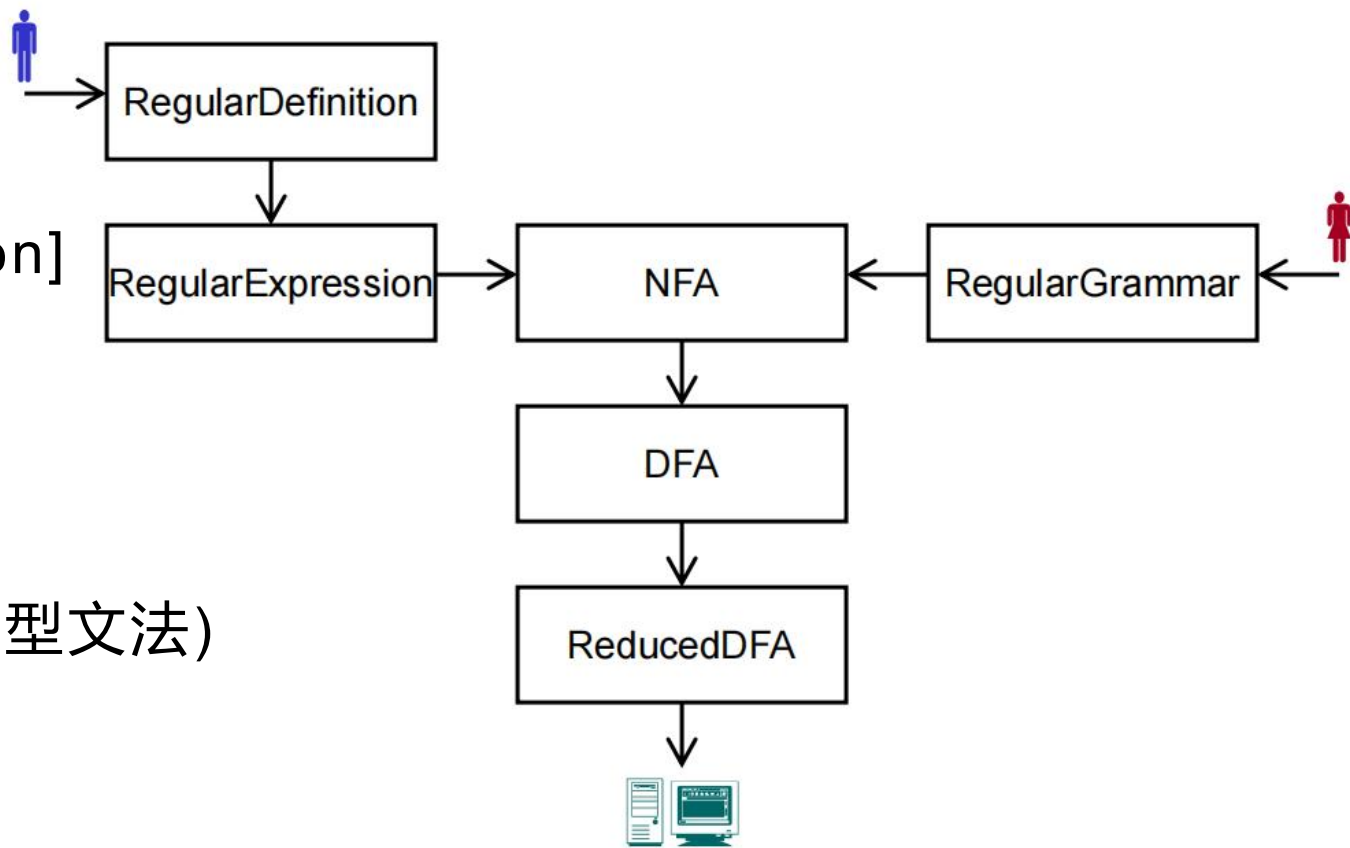 RegularDefinition
on]
RegularExpression
NFA
RegularGrammar
DFA
型文法)
ReducedDFA